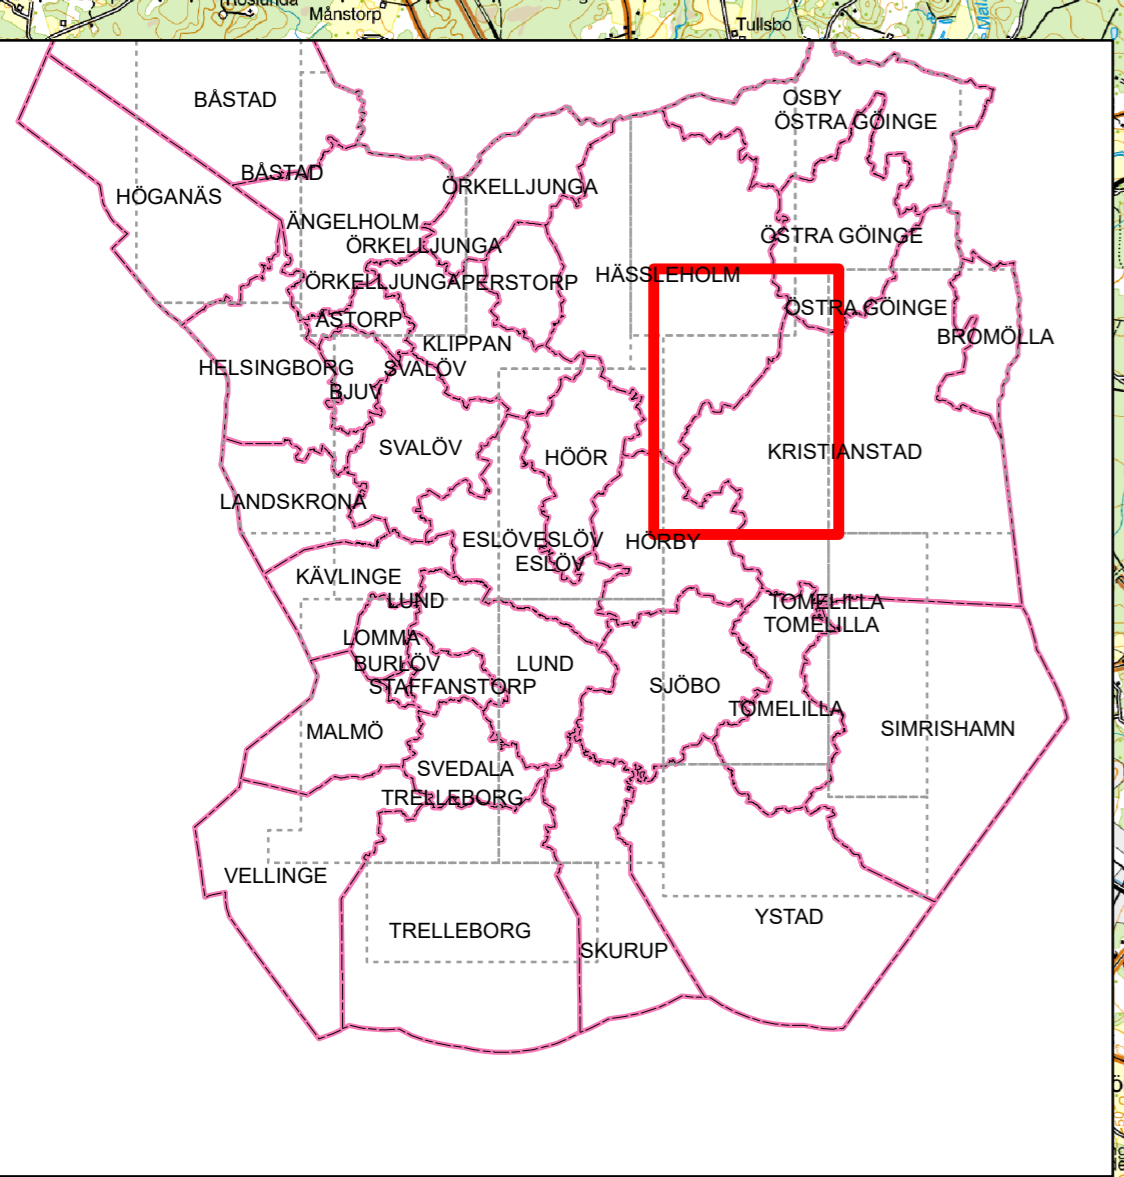 Månstorp
Tullsbo
BÅSTAD
OSBY
ÖSTRA GÖINGE
BÅSTAD
ÖRKELLJUNGA
HÖGANÄS
ÄNGELHOLM
ÖSTRA GÖINGE
ÖRKELLJUNGA
HÄSSLEHOLM
ÖRKELLJUNGA
PERSTORP
ÖSTRA GÖINGE
ÅSTORP
BROMÖLLA
KLIPPAN
HELSINGBORG
SVALÖV
BJUV
SVALÖV
KRISTIANSTAD
HÖÖR
LANDSKRONA
ESLÖV
ESLÖV
HÖRBY
ESLÖV
KÄVLINGE
LUND
TOMELILLA
TOMELILLA
LOMMA
BURLÖV
LUND
STAFFANSTORP
SJÖBO
TOMELILLA
MALMÖ
SIMRISHAMN
SVEDALA
TRELLEBORG
VELLINGE
YSTAD
TRELLEBORG
SKURUP